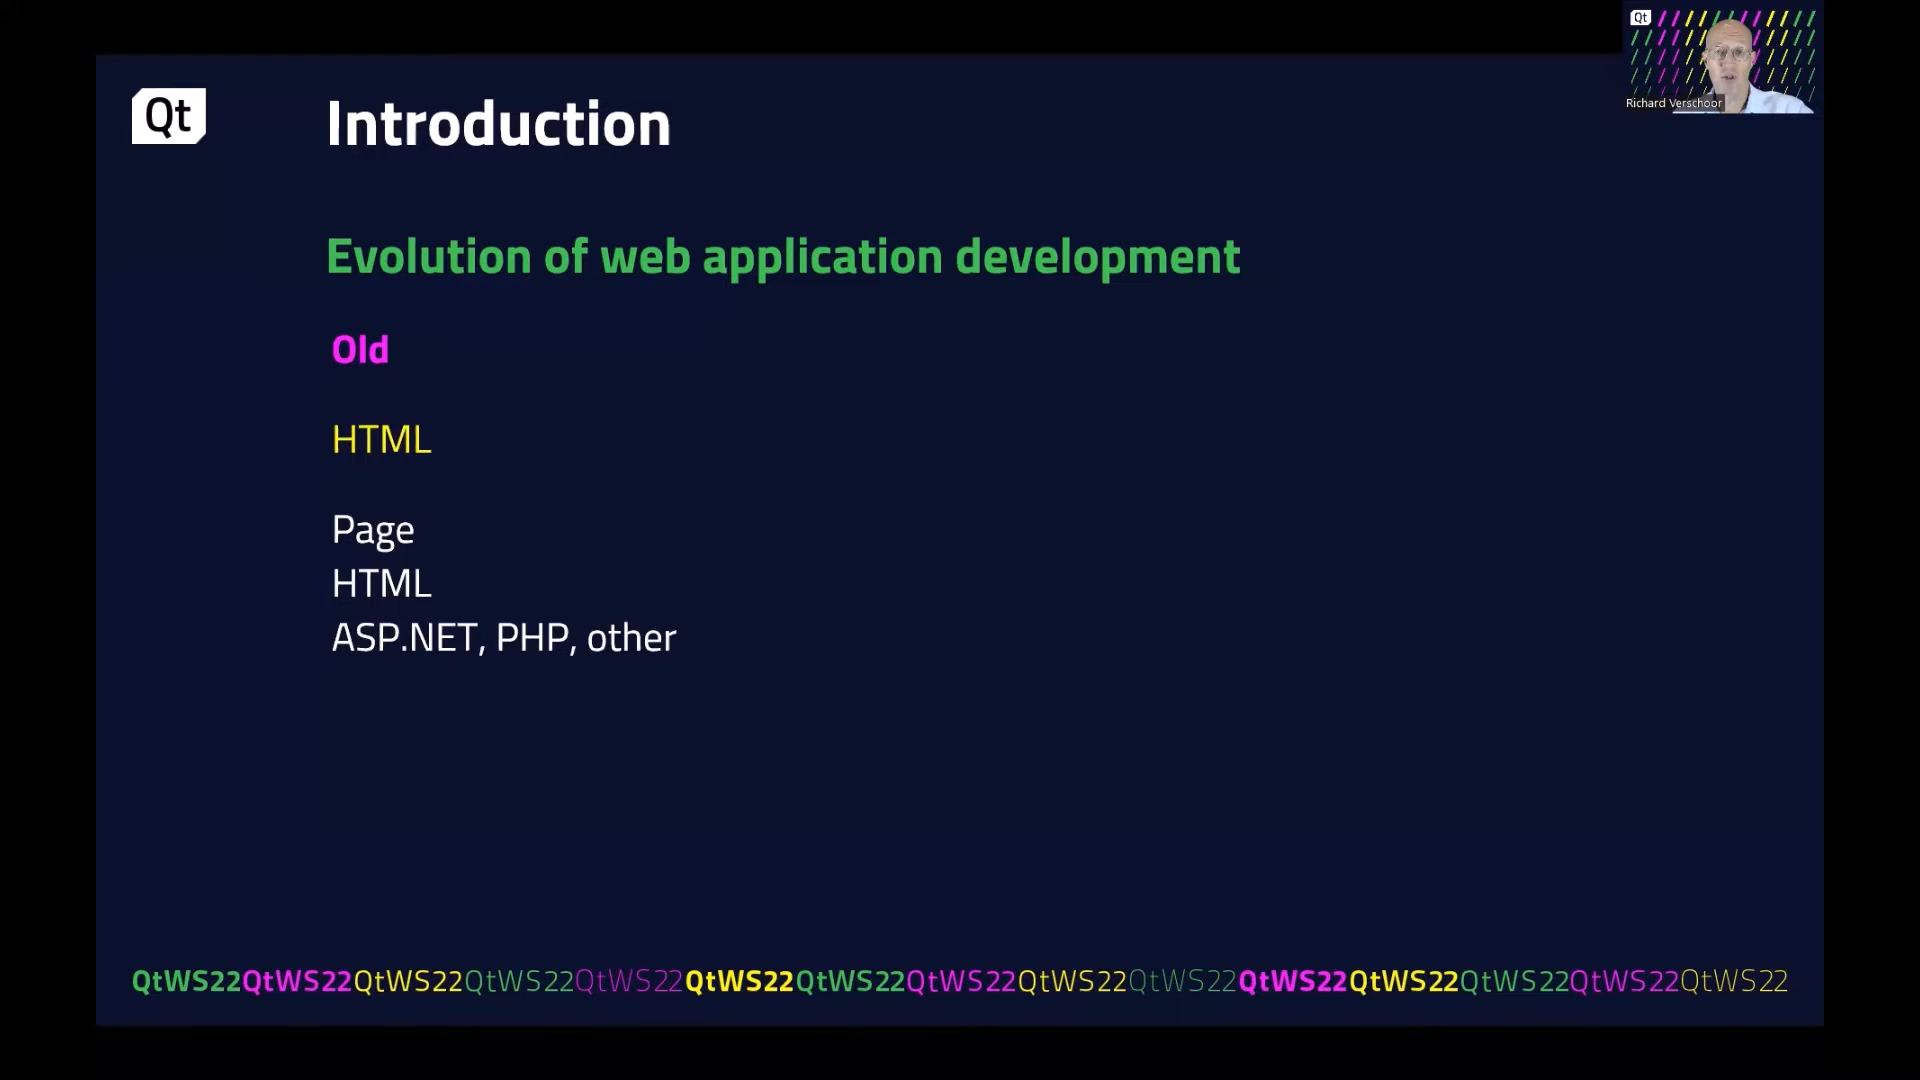 Qt
Richard Verschoor
Qt
Introduction
Evolution of web application development
Old
HTML
Page
HTML
ASP.NET, PHP, other
QtWS22QtWS22QtWS22QtWS22QtWS22QtWS22QtWS22QtWS22QtWS22QtWS22QtWS22QtWS22QtWS22QtWS22QtWS22